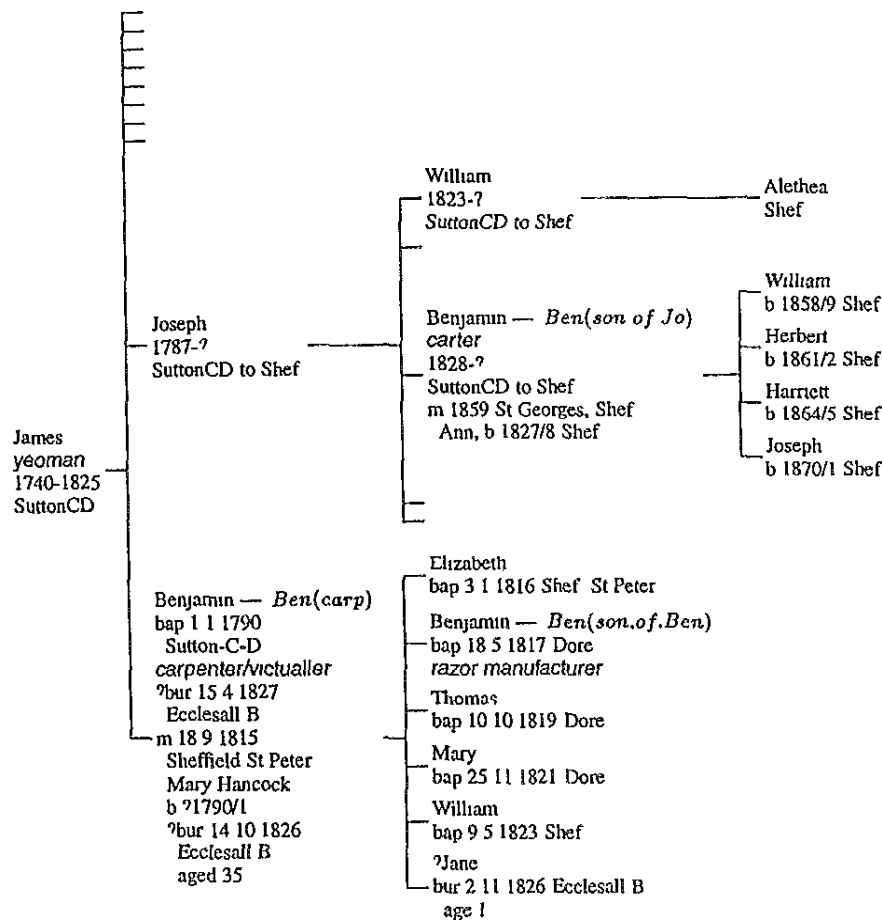 James
yeoman
1740-1825
SuttonCD
Joseph
1787-?
SuttonCD to Shef
William
1823-?
SuttonCD to Shef
Alethea
Shef
Benjamin — Ben(son of Jo)
carter
1828-?
SuttonCD to Shef
m 1859 St Georges, Shef
Ann, b 1827/8 Shef
William
b 1858/9 Shef
Herbert
b 1861/2 Shef
Harriett
b 1864/5 Shef
Joseph
b 1870/1 Shef
Benjamin — Ben(carp)
bap 1 1 1790
Sutton-C-D
carpenter/victualler
?bur 15 4 1827
Ecclesall B
m 18 9 1815
Sheffield St Peter
Mary Hancock
b ?1790/1
?bur 14 10 1826
Ecclesall B
aged 35
Elizabeth
bap 3 1 1816 Shef St Peter
Benjamin — Ben(son.of.Ben)
bap 18 5 1817 Dore
razor manufacturer
Thomas
bap 10 10 1819 Dore
Mary
bap 25 11 1821 Dore
William
bap 9 5 1823 Shef
?Jane
bur 2 11 1826 Ecclesall B
age 1